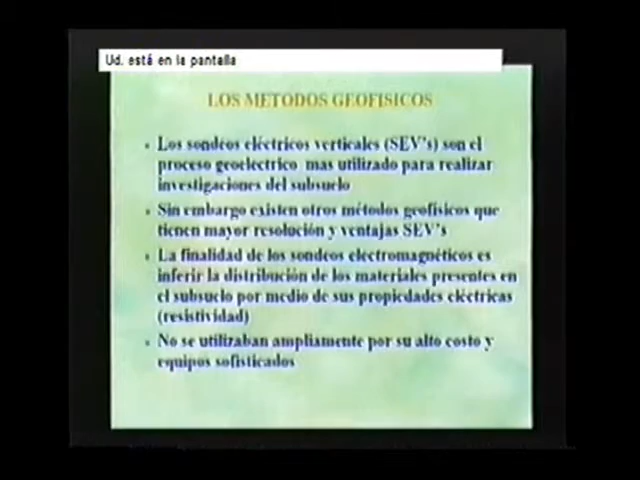 Ud. está en la pantalla
LOS METODOS GEOFISICOS
• Los sondeos eléctricos verticales (SEV's) son el
proceso geoelectrico mas utilizado para realizar
investigaciones del subsuelo
• Sin embargo existen otros métodos geofísicos que
tienen mayor resolución y ventajas SEV's
• La finalidad de los sondeos electromagnéticos es
inferir la distribución de los materiales presentes en
el subsuelo por medio de sus propiedades eléctricas
(resistividad)
• No se utilizaban ampliamente por su alto costo y
equipos sofisticados